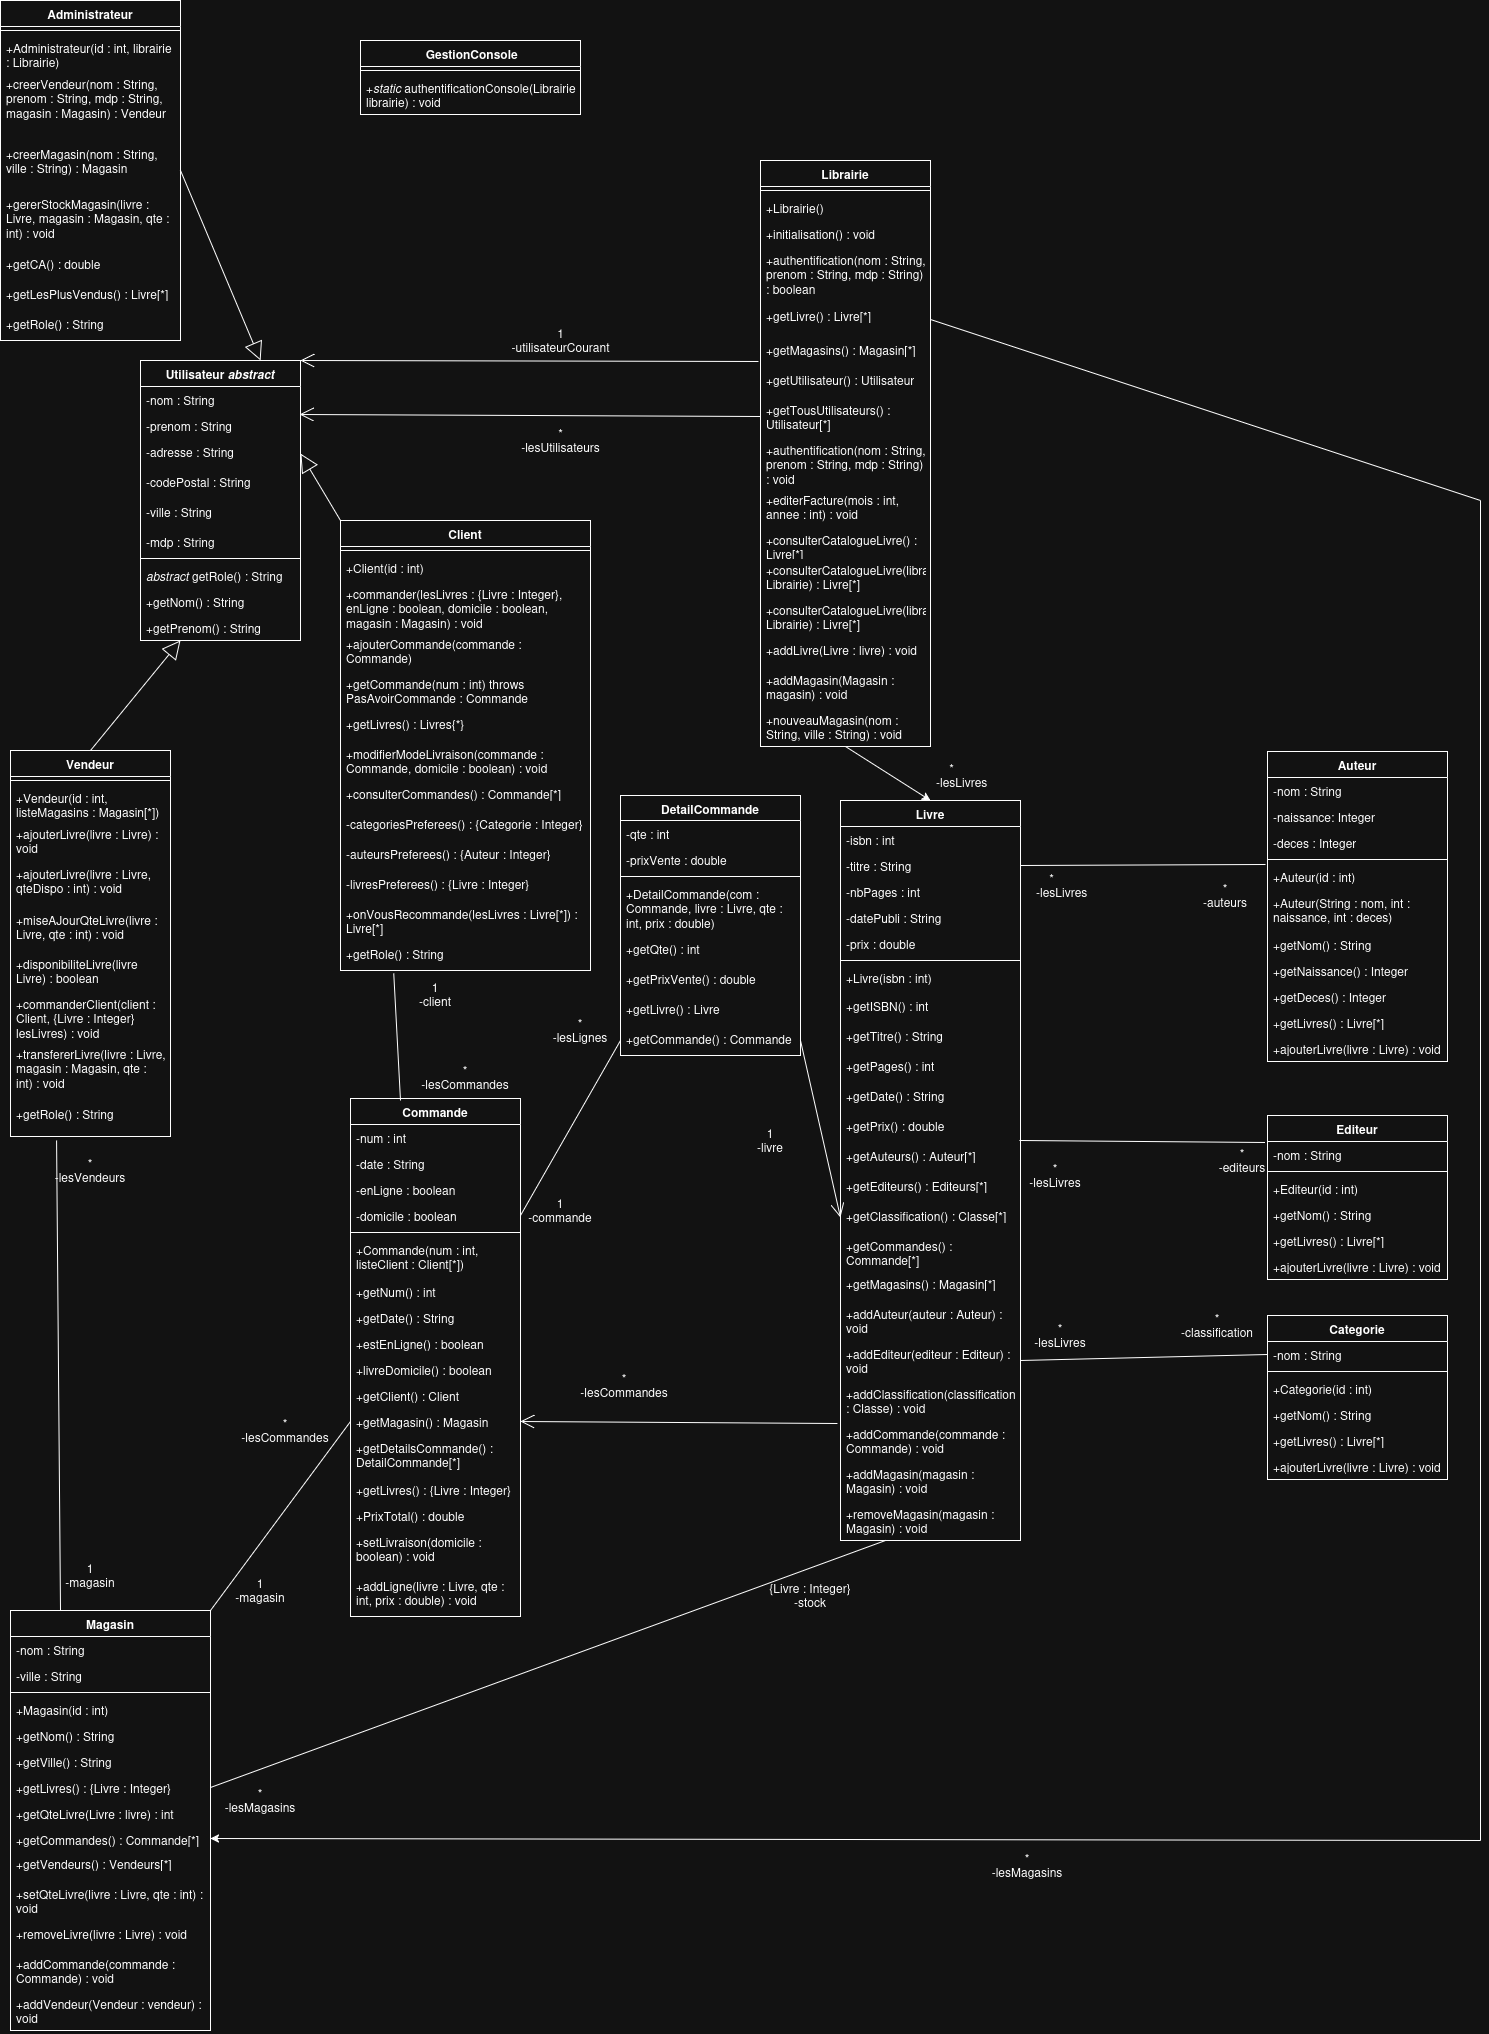 Administrateur
+Administrateur(id : int, librairie
: Librairie)
+creerVendeur(nom : String,
prenom : String, mdp : String,
magasin : Magasin) : Vendeur
+creerMagasin(nom : String,
ville : String) : Magasin
+gererStockMagasin(livre :
Livre, magasin : Magasin, qte :
int) : void
+getCA() : double
+getLesPlusVendus() : Livre[*]
+getRole() : String
GestionConsole
+static authentificationConsole(Librairie
librairie) : void
Librairie
+Librairie()
+initialisation() : void
+authentification(nom : String,
prenom : String, mdp : String)
: boolean
+getLivre() : Livre[*]
+getMagasins() : Magasin[*]
+getUtilisateur() : Utilisateur
+getTousUtilisateurs() :
Utilisateur[*]
+authentification(nom : String,
prenom : String, mdp : String)
: void
+editerFacture(mois : int,
annee : int) : void
+consulterCatalogueLivre() :
Livre[*]
+consulterCatalogueLivre(libra
Librairie) : Livre[*]
+consulterCatalogueLivre(libra
Librairie) : Livre[*]
+addLivre(Livre : livre) : void
+addMagasin(Magasin :
magasin) : void
+nouveauMagasin(nom :
String, ville : String) : void
1
-utilisateurCourant
*
-lesUtilisateurs
Utilisateur abstract
-nom : String
-prenom : String
-adresse : String
-codePostal : String
-ville : String
-mdp : String
abstract getRole() : String
+getNom() : String
+getPrenom() : String
Client
+Client(id : int)
+commander(lesLivres : {Livre : Integer},
enLigne : boolean, domicile : boolean,
magasin : Magasin) : void
+ajouterCommande(commande :
Commande)
+getCommande(num : int) throws
PasAvoirCommande : Commande
+getLivres() : Livres{*}
+modifierModeLivraison(commande :
Commande, domicile : boolean) : void
+consulterCommandes() : Commande[*]
-categoriesPreferees() : {Categorie : Integer}
-auteursPreferees() : {Auteur : Integer}
-livresPreferees() : {Livre : Integer}
+onVousRecommande(lesLivres : Livre[*]) :
Livre[*]
+getRole() : String
Vendeur
+Vendeur(id : int,
listeMagasins : Magasin[*])
+ajouterLivre(livre : Livre) :
void
+ajouterLivre(livre : Livre,
qteDispo : int) : void
+miseAJourQteLivre(livre :
Livre, qte : int) : void
+disponibiliteLivre(livre
Livre) : boolean
+commanderClient(client :
Client, {Livre : Integer}
lesLivres) : void
+transfererLivre(livre : Livre,
magasin : Magasin, qte :
int) : void
+getRole() : String
*
-lesVendeurs
1
-magasin
DetailCommande
-qte : int
-prixVente : double
+DetailCommande(com :
Commande, livre : Livre, qte :
int, prix : double)
+getQte() : int
+getPrixVente() : double
+getLivre() : Livre
+getCommande() : Commande
*
-lesLivres
Livre
-isbn : int
-titre : String
-nbPages : int
-datePubli : String
-prix : double
+Livre(isbn : int)
+getISBN() : int
+getTitre() : String
+getPages() : int
+getDate() : String
+getPrix() : double
+getAuteurs() : Auteur[*]
+getEditeurs() : Editeurs[*]
+getClassification() : Classe[*]
+getCommandes() :
Commande[*]
+getMagasins() : Magasin[*]
+addAuteur(auteur : Auteur) :
void
+addEditeur(editeur : Editeur) :
void
+addClassification(classification
: Classe) : void
+addCommande(commande :
Commande) : void
+addMagasin(magasin :
Magasin) : void
+removeMagasin(magasin :
Magasin) : void
Auteur
-nom : String
-naissance: Integer
-deces : Integer
+Auteur(id : int)
+Auteur(String : nom, int :
naissance, int : deces)
+getNom() : String
+getNaissance() : Integer
+getDeces() : Integer
+getLivres() : Livre[*]
+ajouterLivre(livre : Livre) : void
*
-lesLivres
*
-auteurs
Editeur
-nom : String
+Editeur(id : int)
+getNom() : String
+getLivres() : Livre[*]
+ajouterLivre(livre : Livre) : void
*
-lesLivres
*
-editeurs
Categorie
-nom : String
+Categorie(id : int)
+getNom() : String
+getLivres() : Livre[*]
+ajouterLivre(livre : Livre) : void
*
-lesLivres
*
-classification
1
-client
*
-lesCommandes
*
-lesLignes
1
-commande
1
-livre
Commande
-num : int
-date : String
-enLigne : boolean
-domicile : boolean
+Commande(num : int,
listeClient : Client[*])
+getNum() : int
+getDate() : String
+estEnLigne() : boolean
+livreDomicile() : boolean
+getClient() : Client
+getMagasin() : Magasin
+getDetailsCommande() :
DetailCommande[*]
+getLivres() : {Livre : Integer}
+PrixTotal() : double
+setLivraison(domicile :
boolean) : void
+addLigne(livre : Livre, qte :
int, prix : double) : void
*
-lesCommandes
*
-lesCommandes
1
-magasin
{Livre : Integer}
-stock
*
-lesMagasins
*
-lesMagasins
Magasin
-nom : String
-ville : String
+Magasin(id : int)
+getNom() : String
+getVille() : String
+getLivres() : {Livre : Integer}
+getQteLivre(Livre : livre) : int
+getCommandes() : Commande[*]
+getVendeurs() : Vendeurs[*]
+setQteLivre(livre : Livre, qte : int) :
void
+removeLivre(livre : Livre) : void
+addCommande(commande :
Commande) : void
+addVendeur(Vendeur : vendeur) :
void